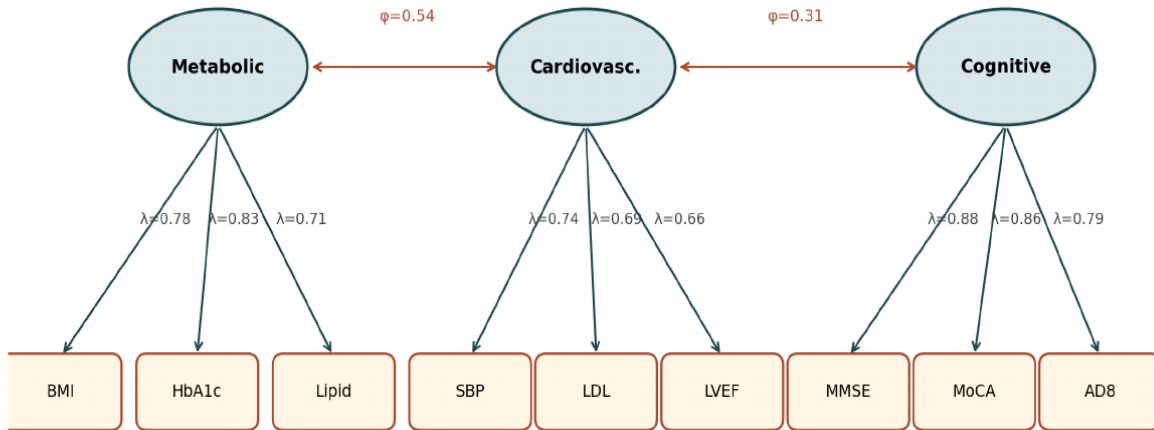 φ=0.54 φ=0.31
Metabolic Cardiovasc. Cognitive
λ=0.78 λ=0.83 λ=0.71 λ=0.74 λ=0.69 λ=0.66 λ=0.88 λ=0.86 λ=0.79
BMI HbA1c Lipid SBP LDL LVEF MMSE MoCA AD8